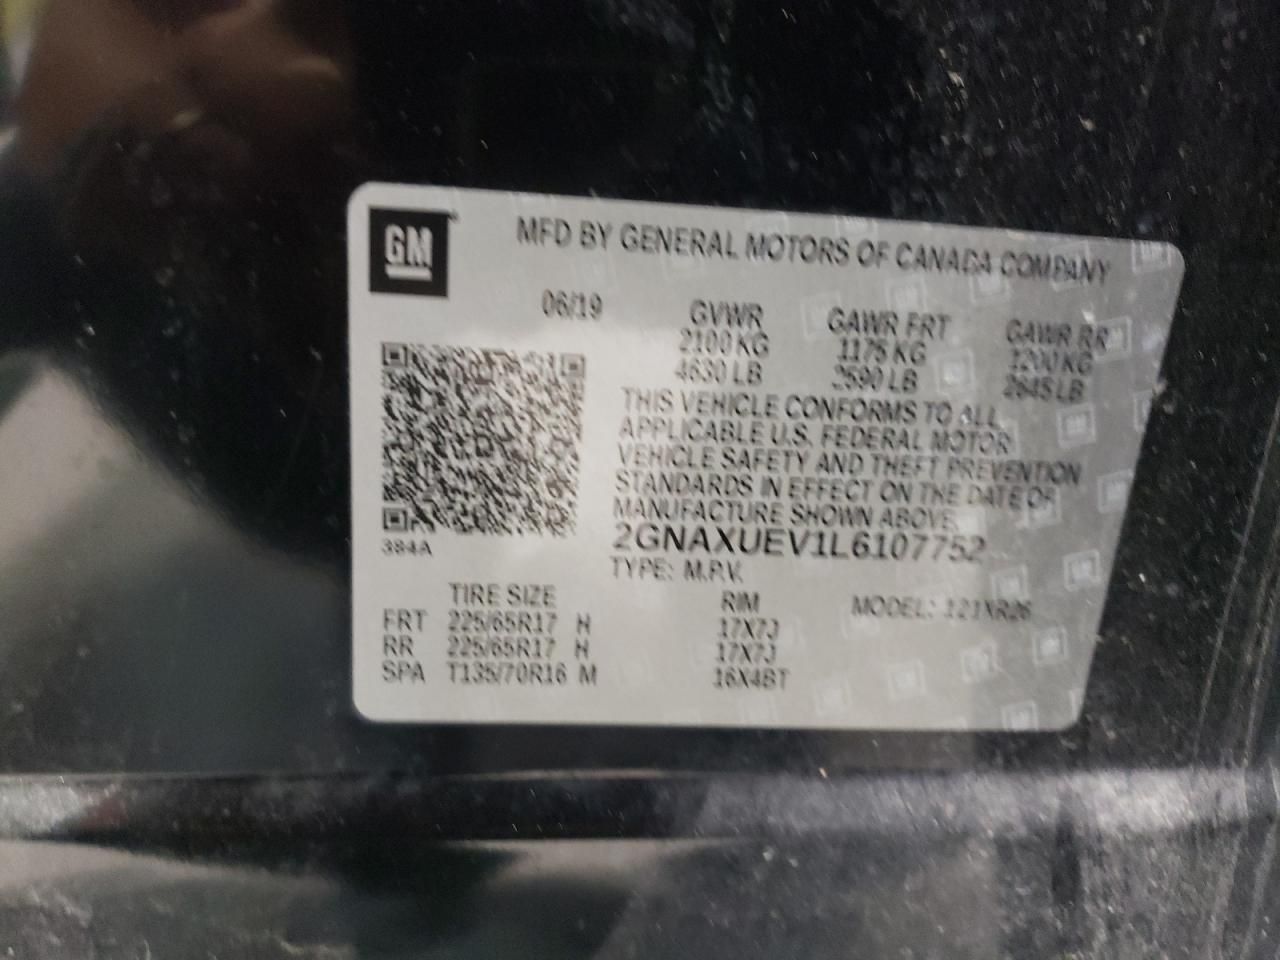 GM
MFD BY GENERAL MOTORS OF CANADA COMPANY
06/19 GVWR GAWR FRT GAWR RR
2100 KG 1175 KG 1200 KG
4630 LB 2590 LB 2645 LB
THIS VEHICLE CONFORMS TO ALL
APPLICABLE U.S. FEDERAL MOTOR
VEHICLE SAFETY AND THEFT PREVENTION
STANDARDS IN EFFECT ON THE DATE OF
MANUFACTURE SHOWN ABOVE.
2GNAXUEV1L6107752
384A
TYPE: M.P.V.
TIRE SIZE RIM MODEL: 121XR26
FRT 225/65R17 H 17X7J
RR 225/65R17 H 17X7J
SPA T135/70R16 M 16X4BT